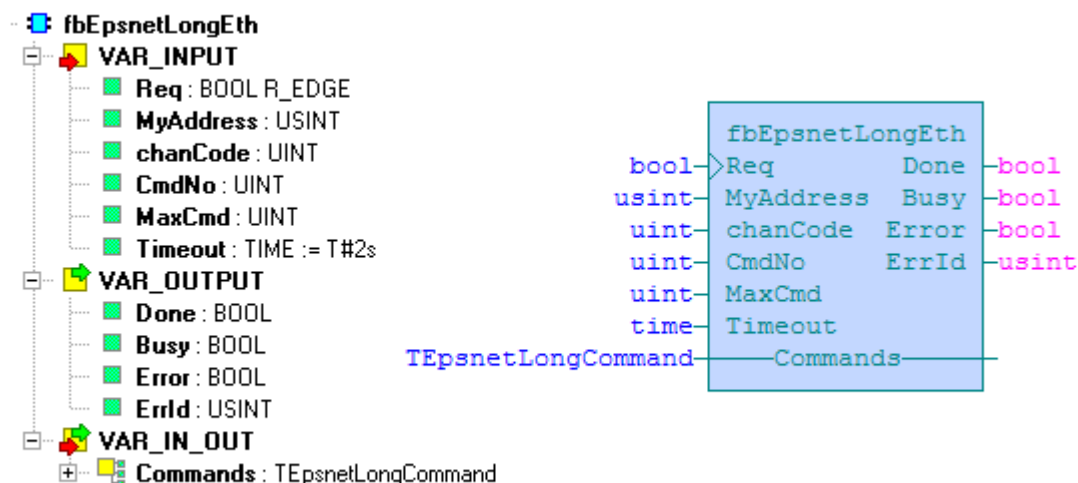 fbEpsnetLongEth
VAR_INPUT
Req : BOOL R_EDGE
MyAddress : USINT
chanCode : UINT
CmdNo : UINT
MaxCmd : UINT
Timeout : TIME := T#2s
VAR_OUTPUT
Done : BOOL
Busy : BOOL
Error : BOOL
ErrId : USINT
VAR_IN_OUT
Commands : TEpsnetLongCommand
fbEpsnetLongEth
bool Req Done bool
usint MyAddress Busy bool
uint chanCode Error bool
uint CmdNo ErrId usint
uint MaxCmd
time Timeout
TEpsnetLongCommand Commands